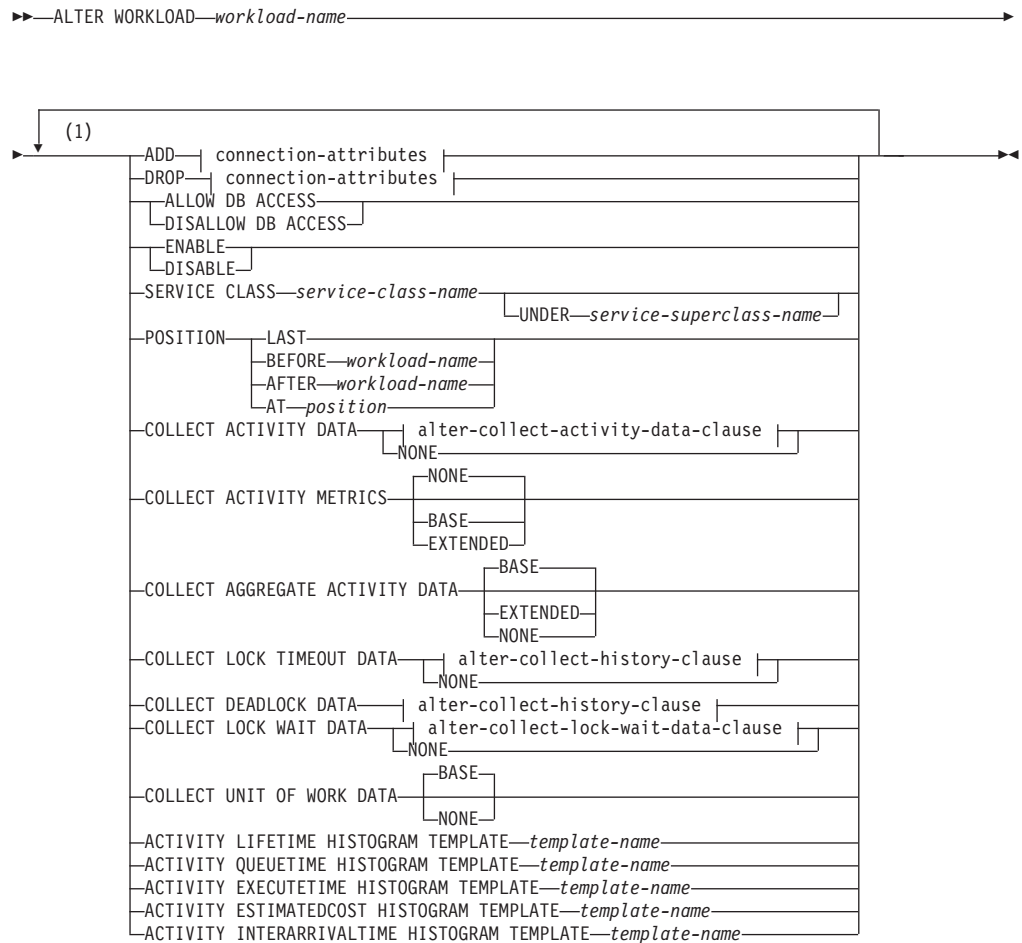 ALTER WORKLOAD workload-name
(1)
ADD connection-attributes
DROP connection-attributes
ALLOW DB ACCESS
DISALLOW DB ACCESS
ENABLE
DISABLE
SERVICE CLASS service-class-name
UNDER service-superclass-name
POSITION LAST
BEFORE workload-name
AFTER workload-name
AT position
COLLECT ACTIVITY DATA alter-collect-activity-data-clause
NONE
NONE
COLLECT ACTIVITY METRICS
BASE
EXTENDED
BASE
COLLECT AGGREGATE ACTIVITY DATA
EXTENDED
NONE
COLLECT LOCK TIMEOUT DATA alter-collect-history-clause
NONE
COLLECT DEADLOCK DATA alter-collect-history-clause
COLLECT LOCK WAIT DATA alter-collect-lock-wait-data-clause
NONE
BASE
COLLECT UNIT OF WORK DATA
NONE
ACTIVITY LIFETIME HISTOGRAM TEMPLATE template-name
ACTIVITY QUEUETIME HISTOGRAM TEMPLATE template-name
ACTIVITY EXECUTETIME HISTOGRAM TEMPLATE template-name
ACTIVITY ESTIMATEDCOST HISTOGRAM TEMPLATE template-name
ACTIVITY INTERARRIVALTIME HISTOGRAM TEMPLATE template-name